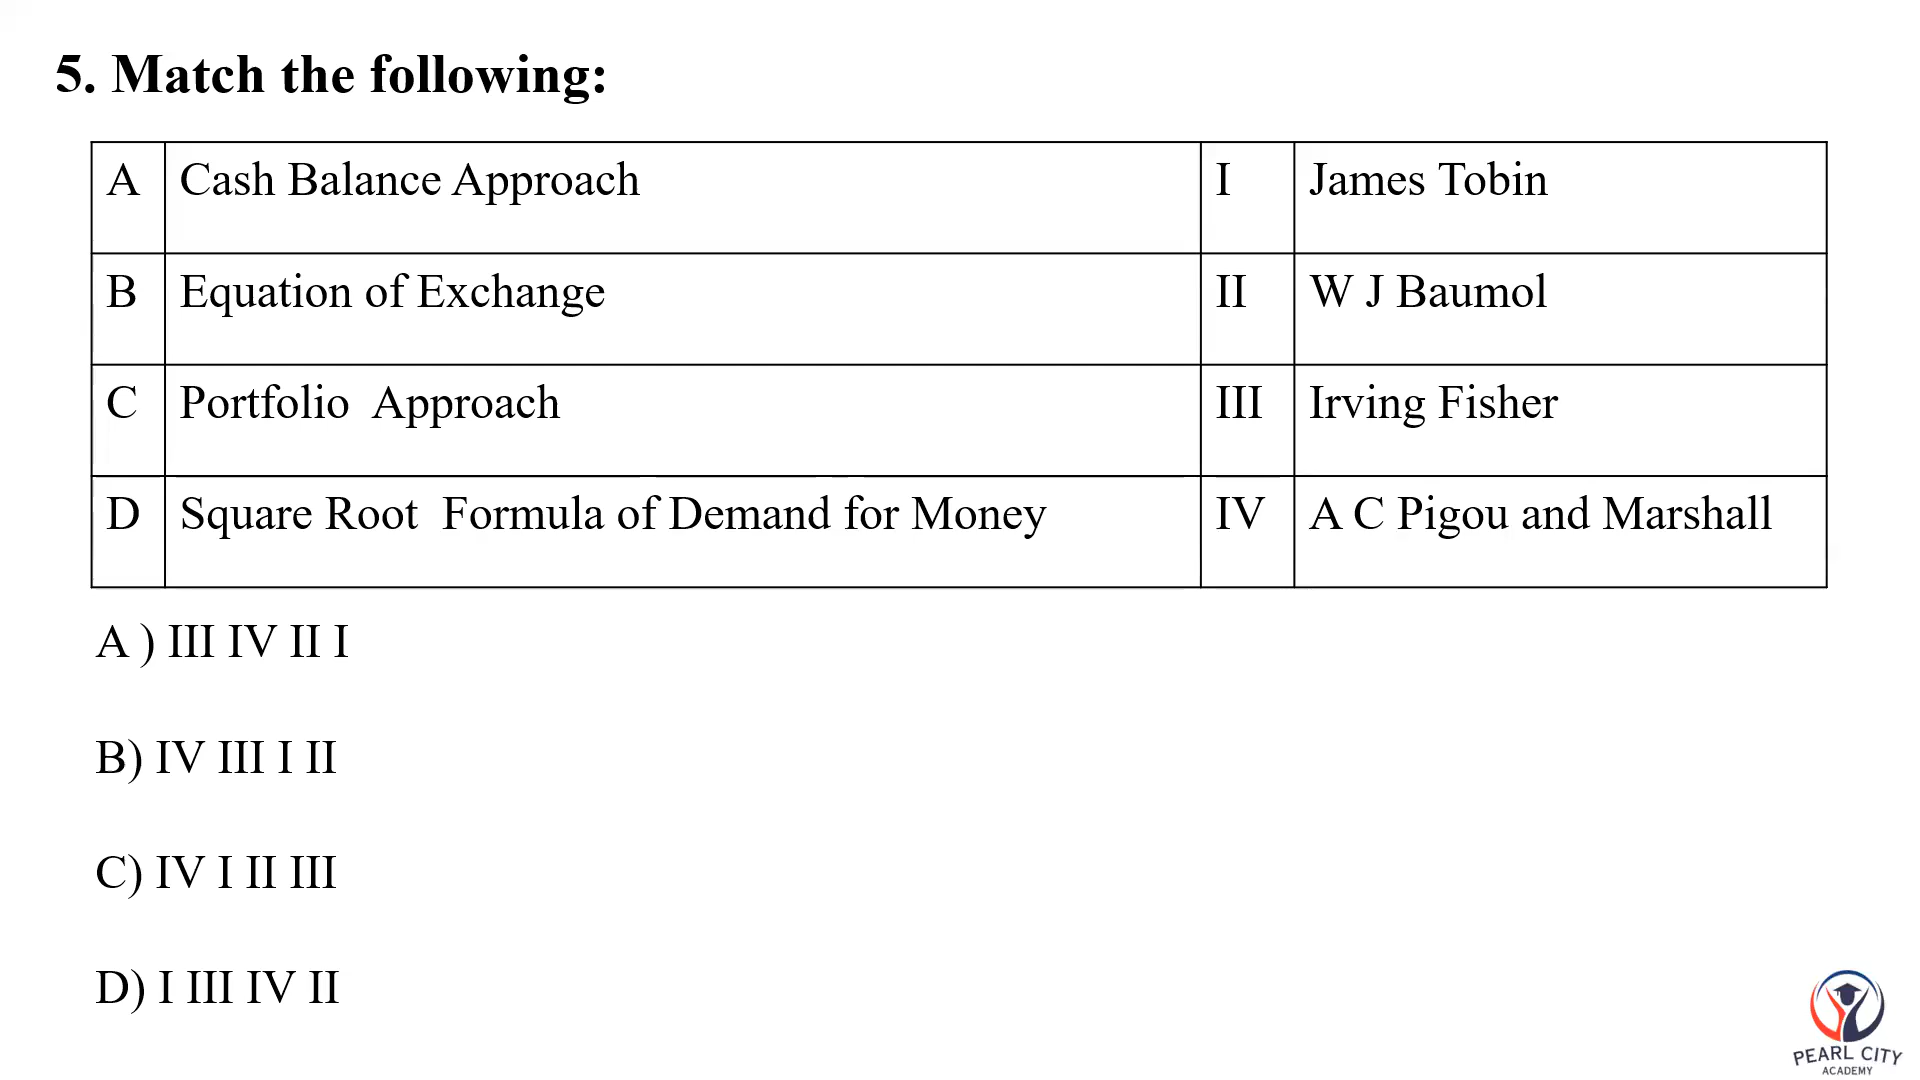 5. Match the following:
A Cash Balance Approach I James Tobin
B Equation of Exchange II W J Baumol
C Portfolio Approach III Irving Fisher
D Square Root Formula of Demand for Money IV A C Pigou and Marshall
A ) III IV II I
B) IV III I II
C) IV I II III
D) I III IV II
PEARL CITY
ACADEMY